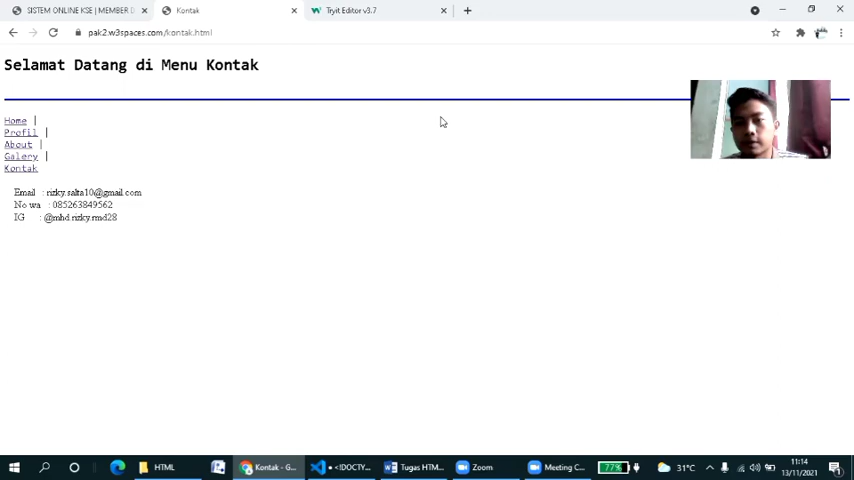 SISTEM ONLINE KSE | MEMBER D
Kontak
Tryit Editor v3.7
pak2.w3spaces.com/kontak.html
Selamat Datang di Menu Kontak
Home |
Profil |
About |
Galery |
Kontak
Email : rizky.salta10@gmail.com
No wa : 085263849562
IG : @mhd.rizky.rmd28
HTML
Kontak - G...
• <!DOCTY...
Tugas HTM...
Zoom
Meeting C...
77%
31°C
11:14
13/11/2021